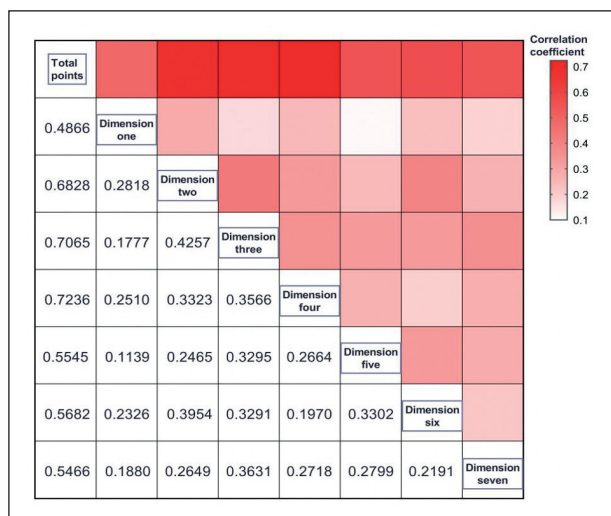 Correlation
coefficient
0.7
0.6
0.5
0.4
0.3
0.2
0.1
Total
points
0.4866 Dimension
one
0.6828 0.2818 Dimension
two
0.7065 0.1777 0.4257 Dimension
three
0.7236 0.2510 0.3323 0.3566 Dimension
four
0.5545 0.1139 0.2465 0.3295 0.2664 Dimension
five
0.5682 0.2326 0.3954 0.3291 0.1970 0.3302 Dimension
six
0.5466 0.1880 0.2649 0.3631 0.2718 0.2799 0.2191 Dimension
seven